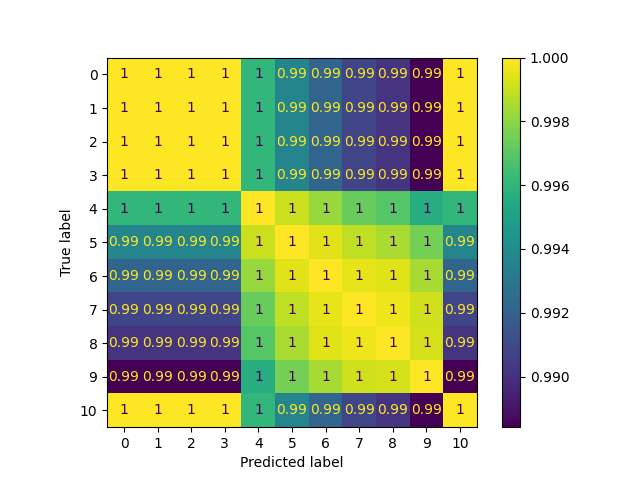 0 1 1 1 1 1 0.99 0.99 0.99 0.99 0.99 1 1.000
1 1 1 1 1 1 0.99 0.99 0.99 0.99 0.99 1
0.998
2 1 1 1 1 1 0.99 0.99 0.99 0.99 0.99 1
3 1 1 1 1 1 0.99 0.99 0.99 0.99 0.99 1
0.996
4 1 1 1 1 1 1 1 1 1 1 1
5 0.99 0.99 0.99 0.99 1 1 1 1 1 1 0.99
0.994
True label
6 0.99 0.99 0.99 0.99 1 1 1 1 1 1 0.99
0.992
7 0.99 0.99 0.99 0.99 1 1 1 1 1 1 0.99
8 0.99 0.99 0.99 0.99 1 1 1 1 1 1 0.99
0.990
9 0.99 0.99 0.99 0.99 1 1 1 1 1 1 0.99
10 1 1 1 1 1 0.99 0.99 0.99 0.99 0.99 1
0 1 2 3 4 5 6 7 8 9 10
Predicted label